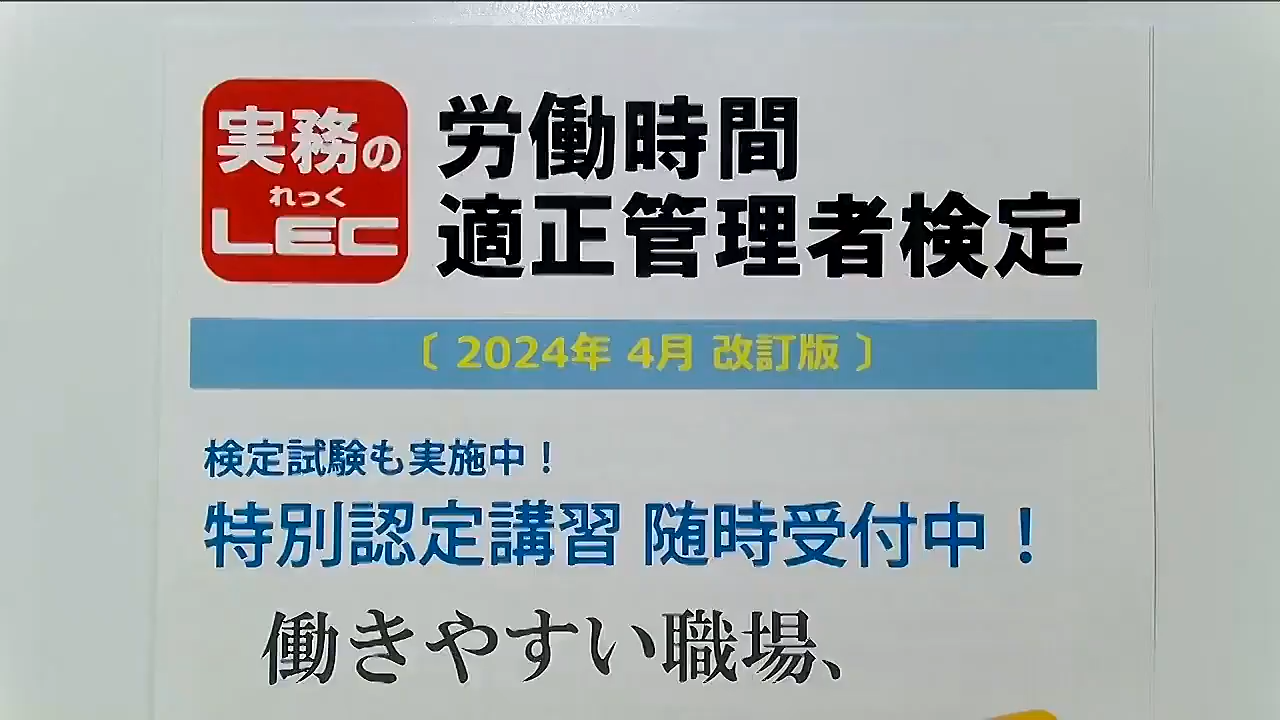 実務の
れっく
LEC
労働時間
適正管理者検定
〔 2024年 4月 改訂版 〕
検定試験も実施中！
特別認定講習 随時受付中！
働きやすい職場、